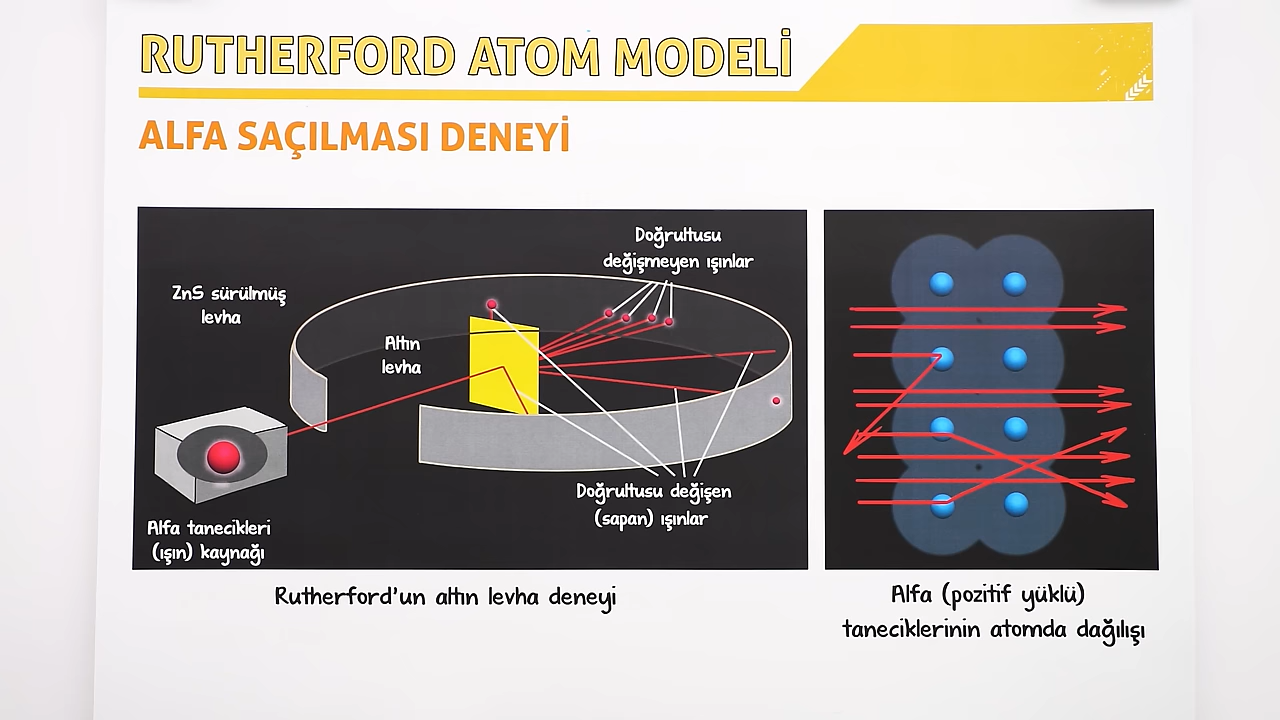 RUTHERFORD ATOM MODELİ
ALFA SAÇILMASI DENEYİ
ZnS sürülmüş
levha
Altın
levha
Doğrultusu
değişmeyen ışınlar
Doğrultusu değişen
(sapan) ışınlar
Alfa tanecikleri
(ışın) kaynağı
Rutherford'un altın levha deneyi
Alfa (pozitif yüklü)
taneciklerinin atomda dağılışı